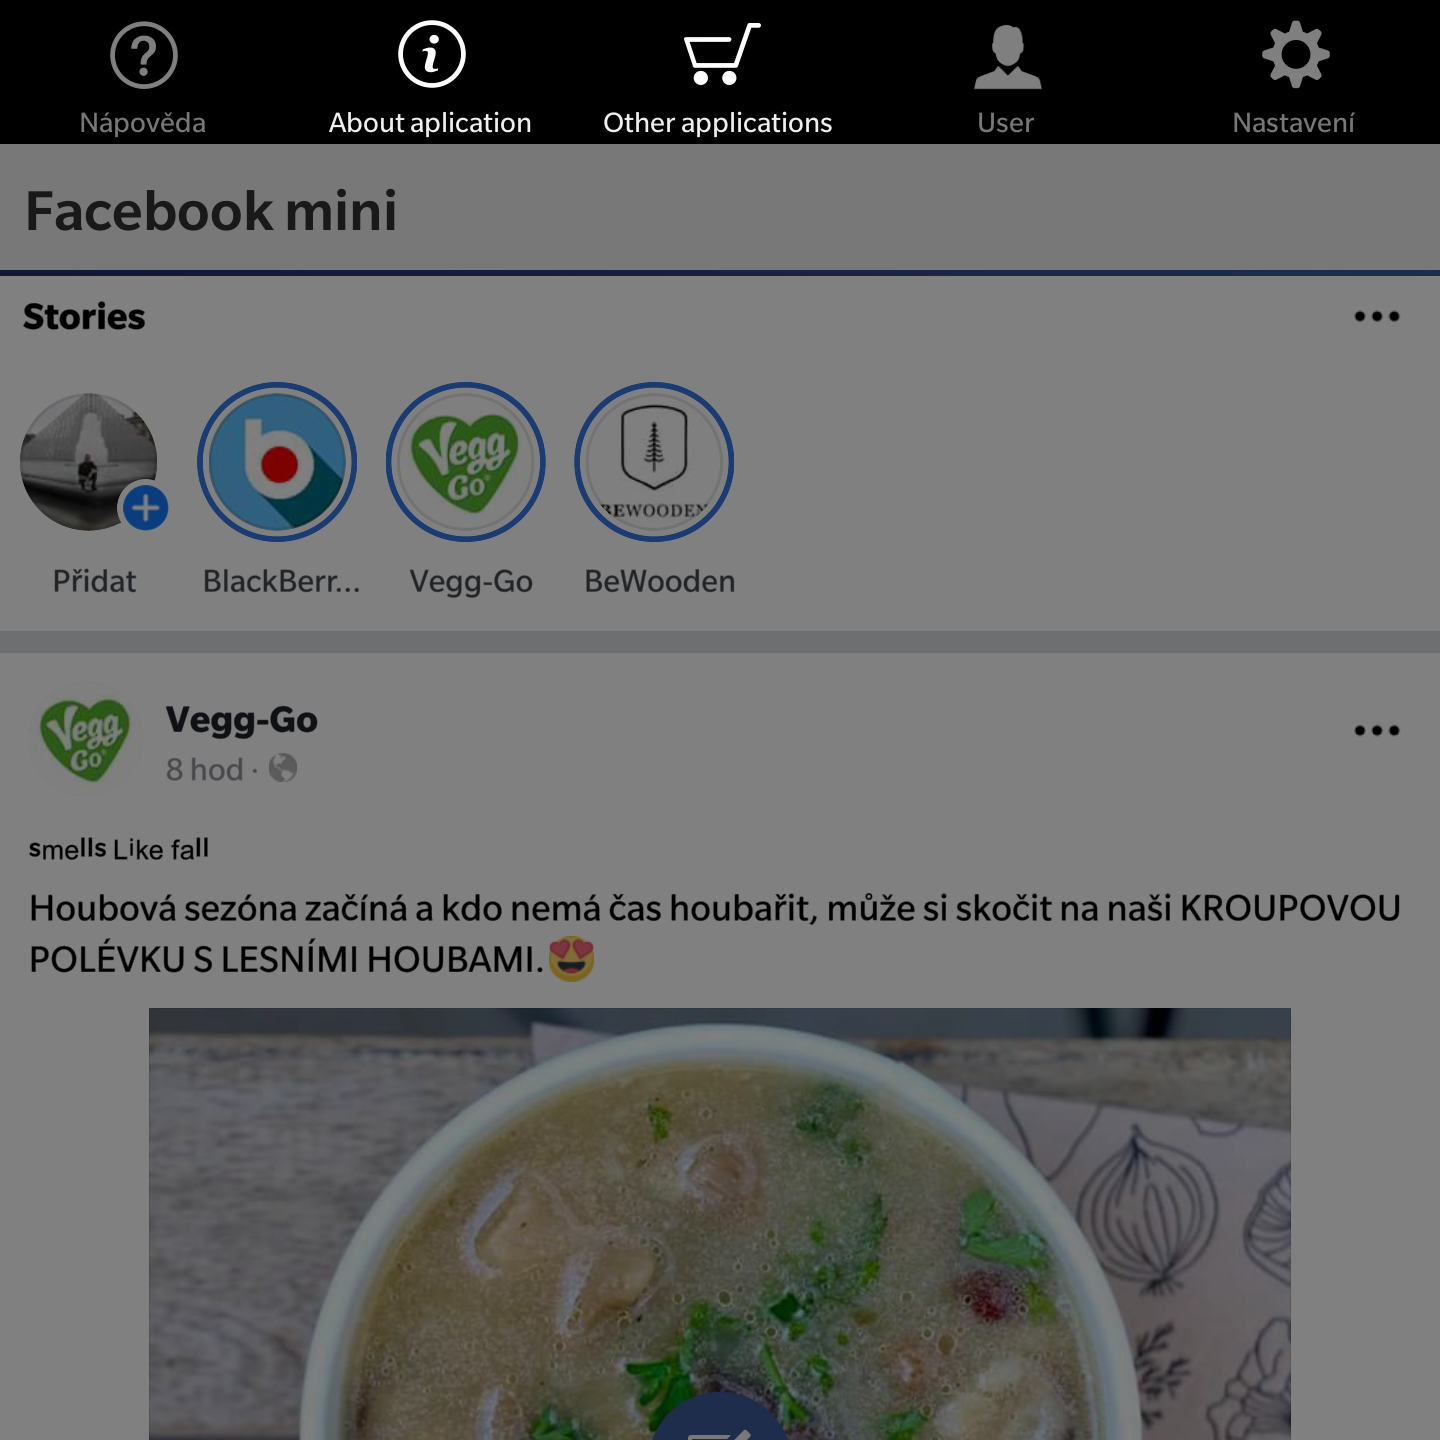 Nápověda
About aplication
Other applications
User
Nastavení
Facebook mini
Stories
b
Vegg
Go
BEWOODEN
Přidat
BlackBerr...
Vegg-Go
BeWooden
Vegg
Go
Vegg-Go
8 hod ·
smells Like fall
Houbová sezóna začíná a kdo nemá čas houbařit, může si skočit na naši KROUPOVOU
POLÉVKU S LESNÍMI HOUBAMI.😍